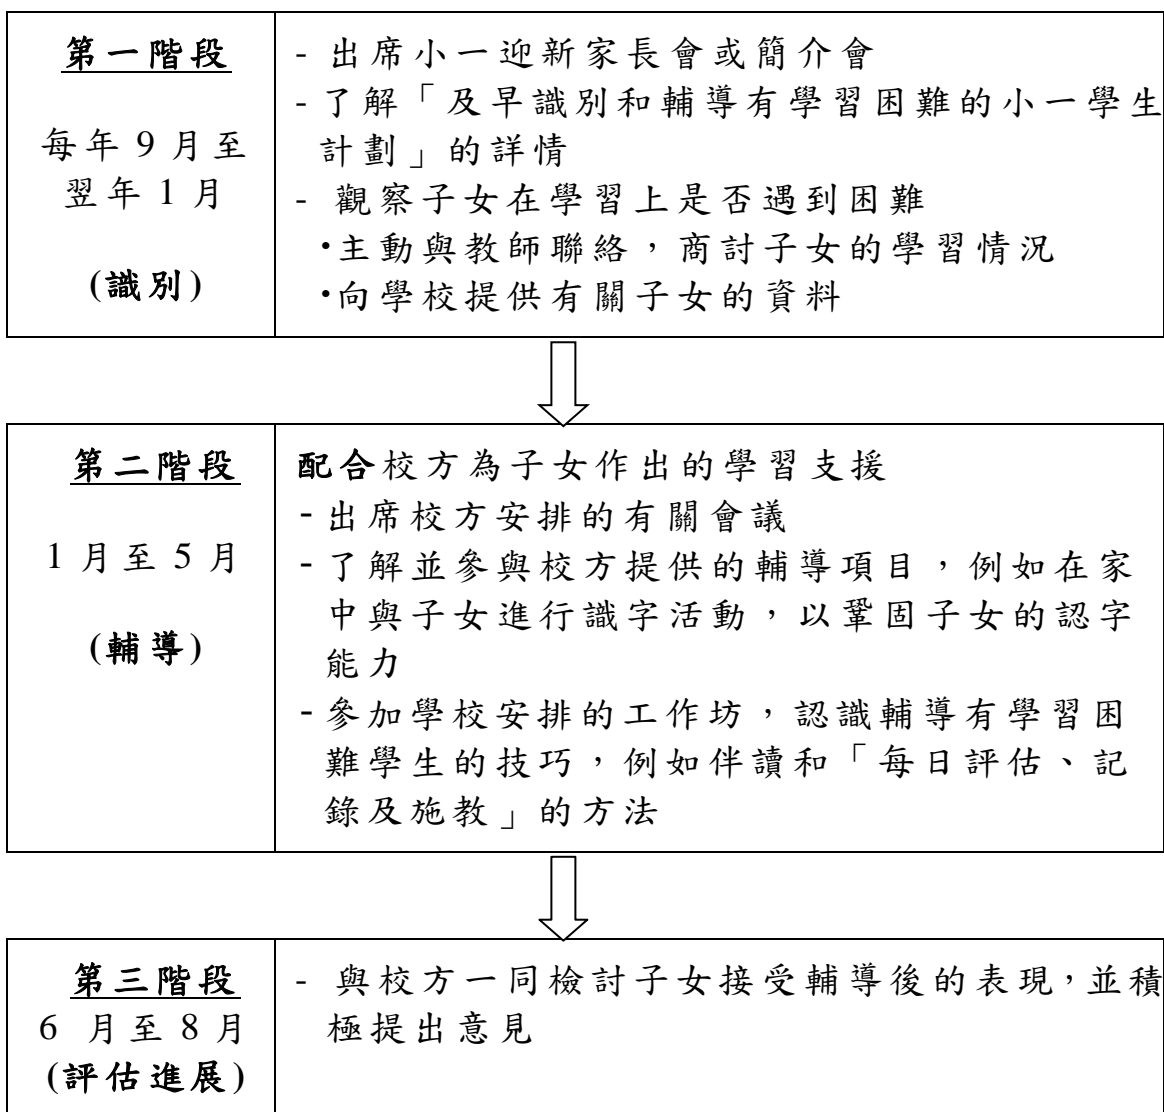 第一階段
每年 9 月至
翌年 1 月
(識別)
- 出席小一迎新家長會或簡介會
- 了解「及早識別和輔導有學習困難的小一學生
計劃」的詳情
- 觀察子女在學習上是否遇到困難
·主動與教師聯絡，商討子女的學習情況
·向學校提供有關子女的資料
第二階段
1 月至 5 月
(輔導)
配合校方為子女作出的學習支援
- 出席校方安排的有關會議
- 了解並參與校方提供的輔導項目，例如在家
中與子女進行識字活動，以鞏固子女的認字
能力
- 參加學校安排的工作坊，認識輔導有學習困
難學生的技巧，例如伴讀和「每日評估、記
錄及施教」的方法
第三階段
6 月至 8 月
(評估進展)
- 與校方一同檢討子女接受輔導後的表現，並積
極提出意見